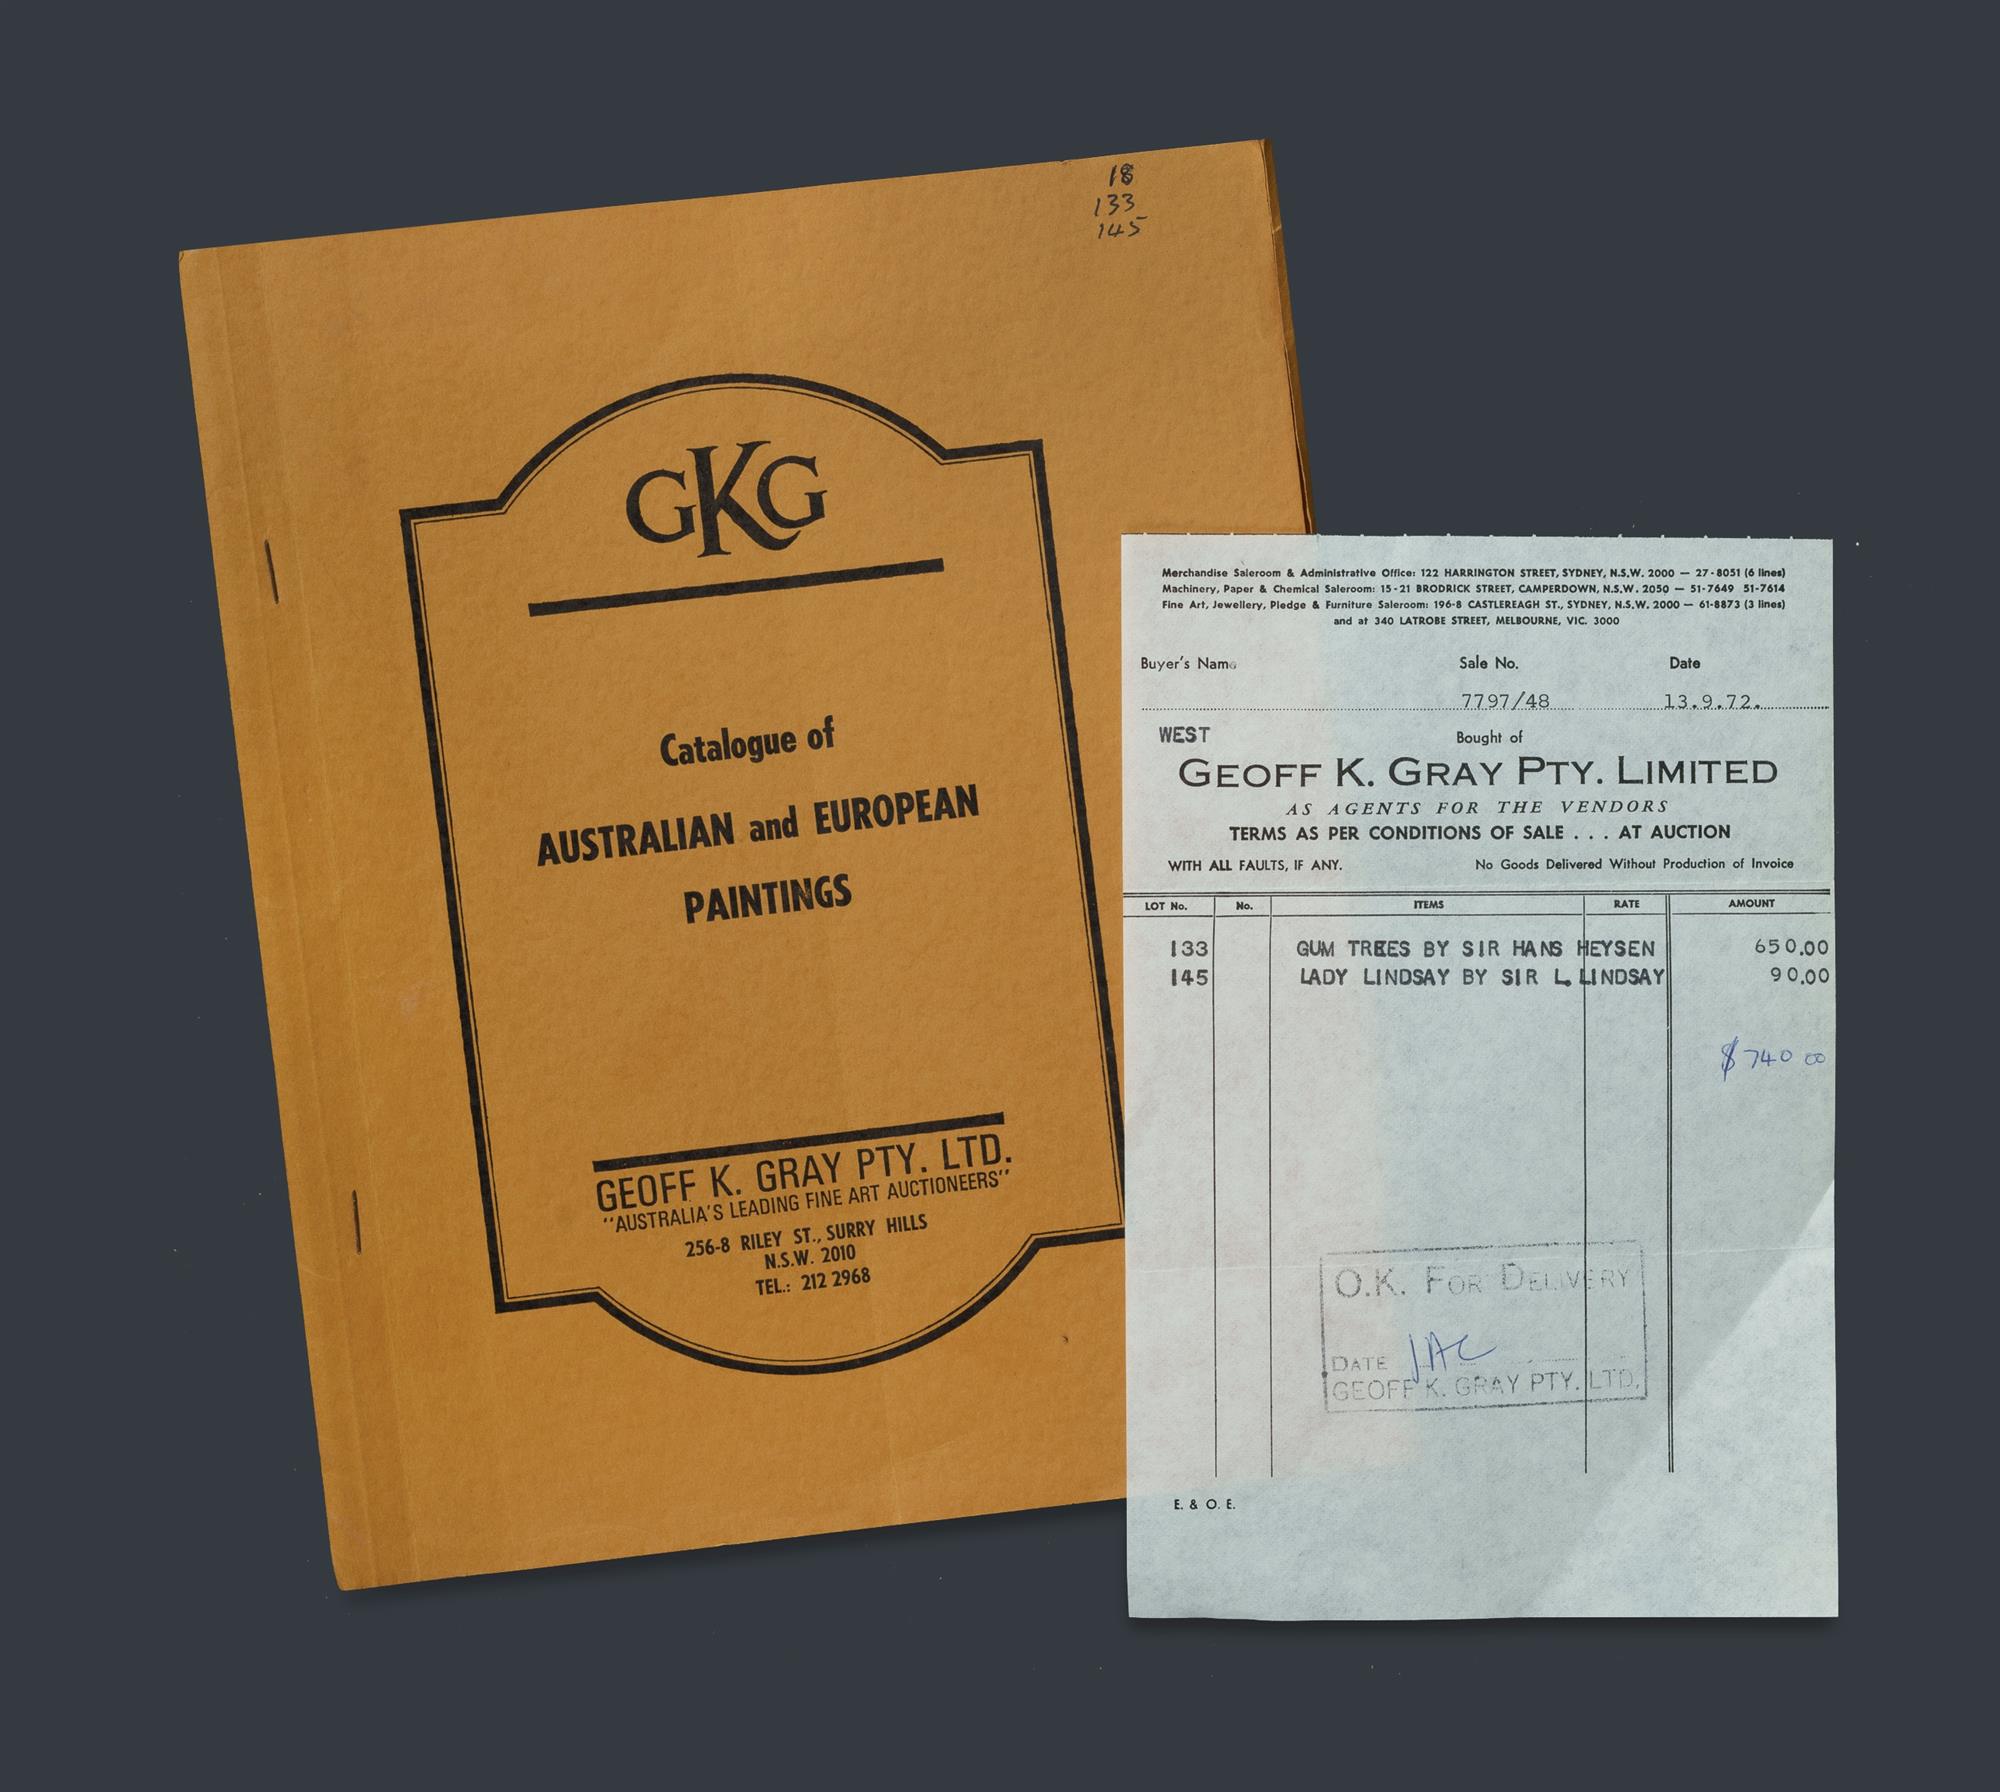 18
133
145
GKG
Catalogue of
AUSTRALIAN and EUROPEAN
PAINTINGS
GEOFF K. GRAY PTY. LTD.
"AUSTRALIA'S LEADING FINE ART AUCTIONEERS"
256-8 RILEY ST., SURRY HILLS
N.S.W. 2010
TEL.: 212 2968
Merchandise Saleroom & Administrative Office: 122 HARRINGTON STREET, SYDNEY, N.S.W. 2000 — 27-8051 (6 lines)
Machinery, Paper & Chemical Saleroom: 15-21 BRODRICK STREET, CAMPERDOWN, N.S.W. 2050 — 51-7649 51-7614
Fine Art, Jewellery, Pledge & Furniture Saleroom: 196-8 CASTLEREAGH ST., SYDNEY, N.S.W. 2000 — 61-8873 (3 lines)
and at 340 LATROBE STREET, MELBOURNE, VIC. 3000
Buyer's Name Sale No. Date
7797/48 13.9.72.
WEST Bought of
GEOFF K. GRAY PTY. LIMITED
AS AGENTS FOR THE VENDORS
TERMS AS PER CONDITIONS OF SALE . . . AT AUCTION
WITH ALL FAULTS, IF ANY. No Goods Delivered Without Production of Invoice
LOT No. No. ITEMS RATE AMOUNT
133 GUM TREES BY SIR HANS HEYSEN 650.00
145 LADY LINDSAY BY SIR L. LINDSAY 90.00
$740 00
O.K. FOR DELIVERY
DATE
GEOFF K. GRAY PTY. LTD.
E. & O. E.